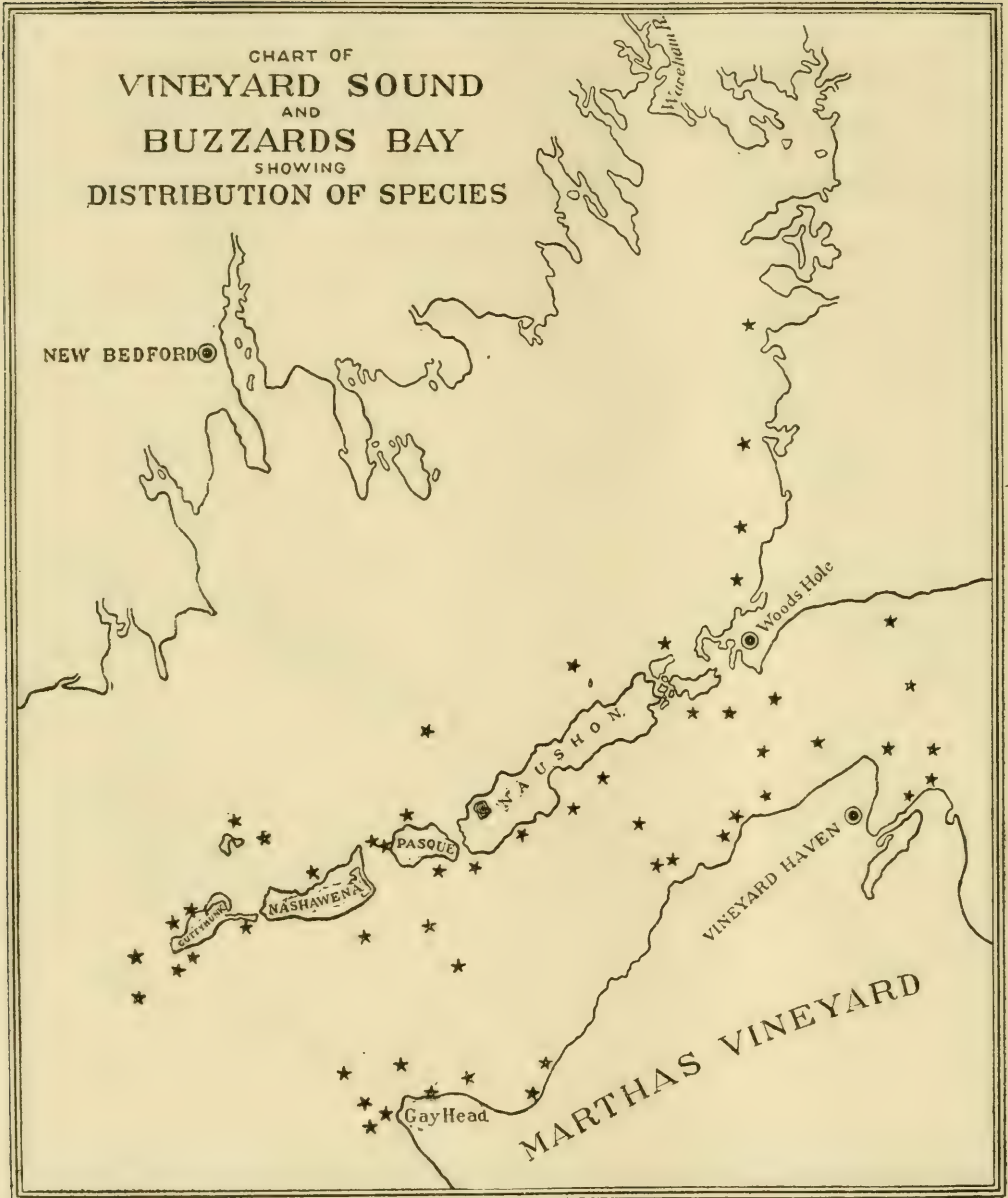 CHART OF
VINEYARD SOUND
AND
BUZZARDS BAY
SHOWING
DISTRIBUTION OF SPECIES
Wareham R.
NEW BEDFORD
Woods Hole
NAUSHON.
PASQUE
NASHAWENA
CUTTYHUNK
VINEYARD HAVEN
MARTHAS VINEYARD
Gay Head